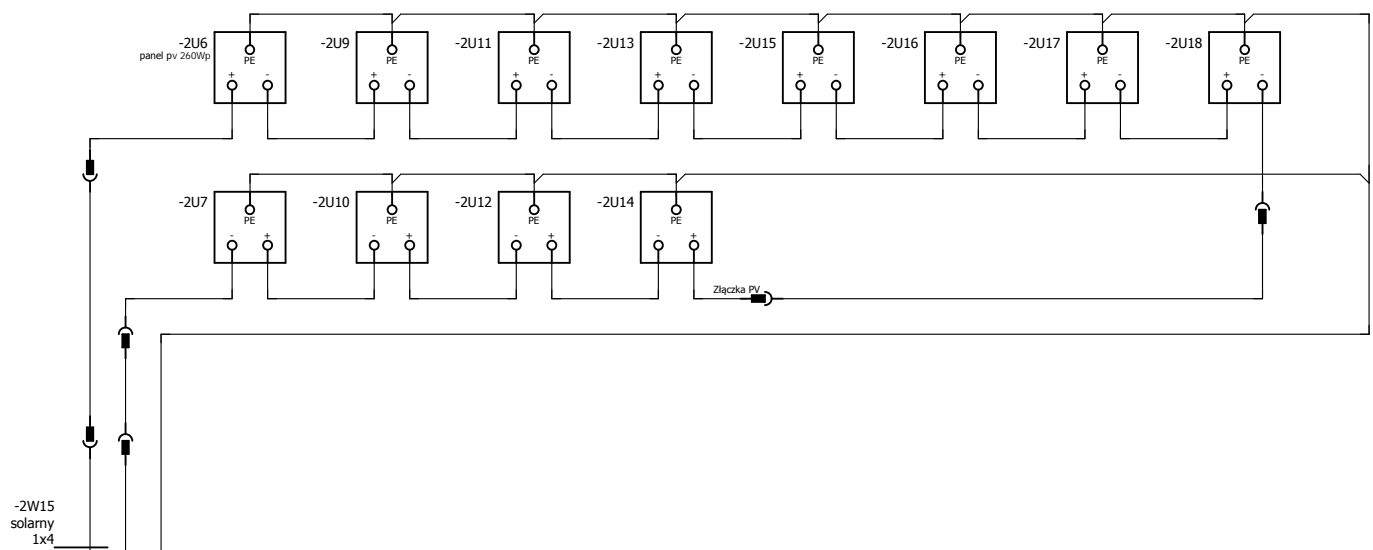 -2U6
panel pv 260Wp
PE
+ -
-2U9
PE
+ -
-2U11
PE
+ -
-2U13
PE
+ -
-2U15
PE
+ -
-2U16
PE
+ -
-2U17
PE
+ -
-2U18
PE
+ -
-2U7
PE
- +
-2U10
PE
- +
-2U12
PE
- +
-2U14
PE
- +
Złączka PV
-2W15
solarny
1x4